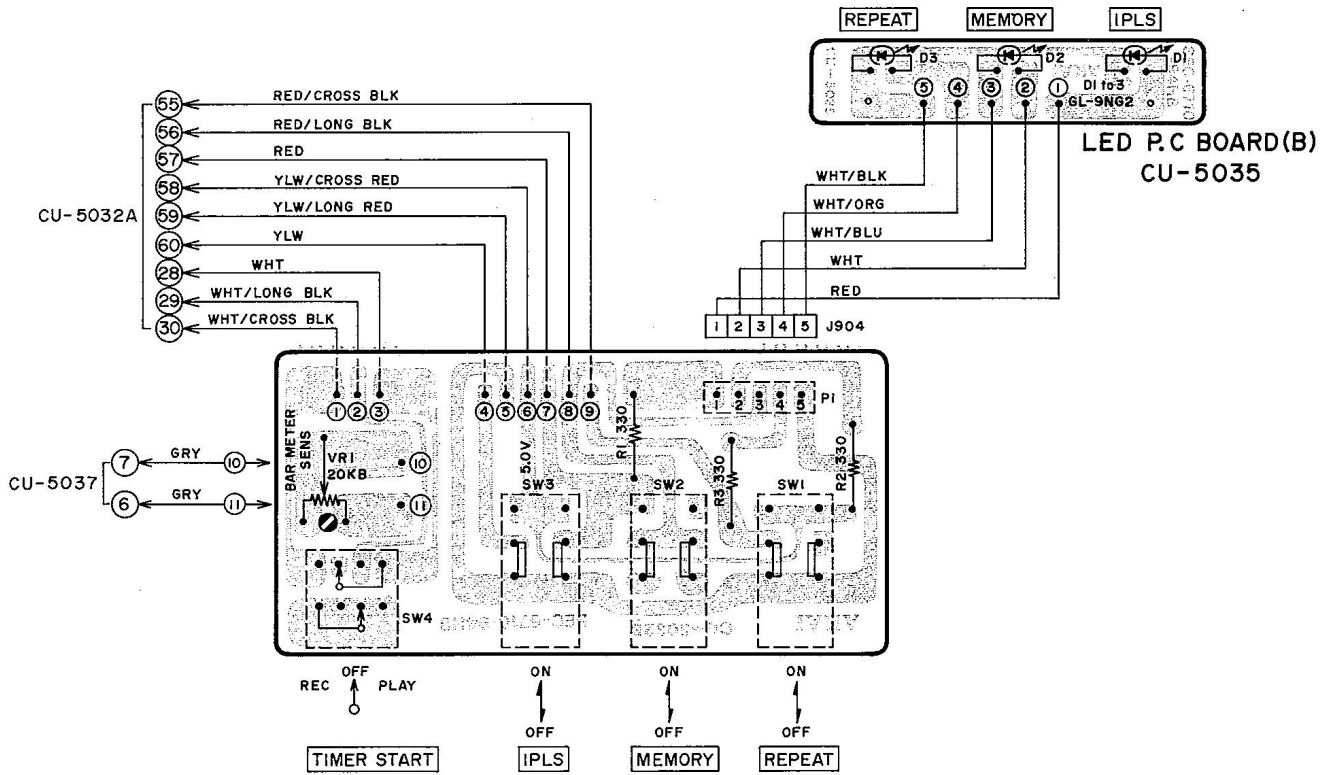 REPEAT MEMORY IPLS
D3 D2 D1
5 4 3 2 1
D1 to 3
GL-9NG2
LED P.C BOARD(B)
CU-5035
CU-5032A
55 RED/CROSS BLK
56 RED/LONG BLK
57 RED
58 YLW/CROSS RED
59 YLW/LONG RED
60 YLW
28 WHT
29 WHT/LONG BLK
30 WHT/CROSS BLK
WHT/BLK
WHT/ORG
WHT/BLU
WHT
RED
1 2 3 4 5 J904
1 2 3 4 5 6 7 8 9
1 2 3 4 5 P1
BAR METER
SENS
VR1
20KB
10
11
5.0V
R1 330
R3 330
R2 330
CU-5037
7 GRY 10
6 GRY 11
SW3 SW2 SW1
SW4
REC OFF PLAY
ON ON ON
OFF OFF OFF
TIMER START IPLS MEMORY REPEAT